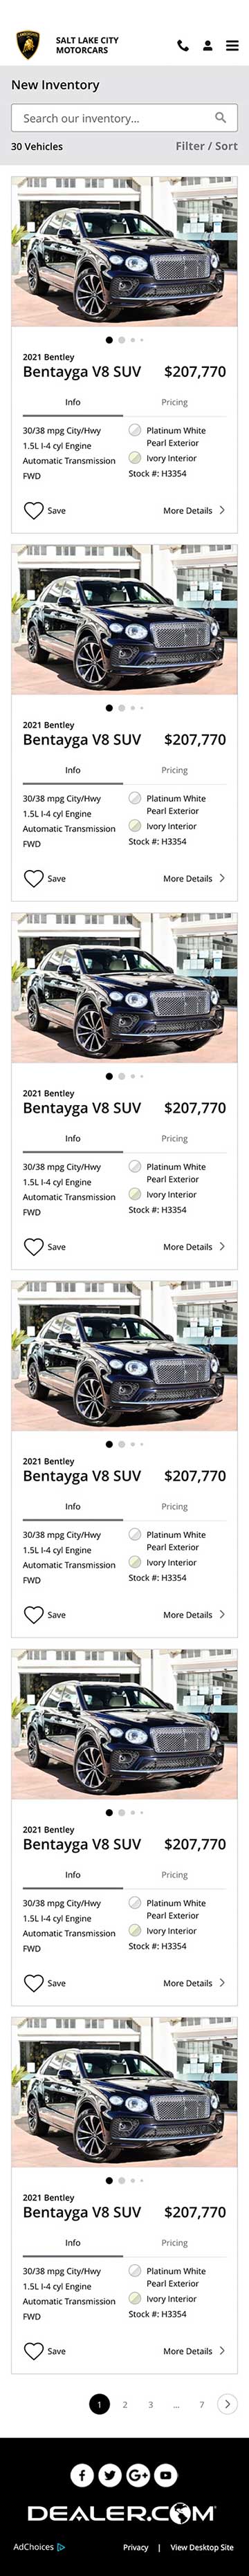 SALT LAKE CITY
MOTORCARS
New Inventory
Search our inventory...
30 Vehicles Filter / Sort
2021 Bentley
Bentayga V8 SUV $207,770
Info Pricing
30/38 mpg City/Hwy
1.5L I-4 cyl Engine
Automatic Transmission
FWD
Platinum White
Pearl Exterior
Ivory Interior
Stock #: H3354
Save More Details
2021 Bentley
Bentayga V8 SUV $207,770
Info Pricing
30/38 mpg City/Hwy
1.5L I-4 cyl Engine
Automatic Transmission
FWD
Platinum White
Pearl Exterior
Ivory Interior
Stock #: H3354
Save More Details
2021 Bentley
Bentayga V8 SUV $207,770
Info Pricing
30/38 mpg City/Hwy
1.5L I-4 cyl Engine
Automatic Transmission
FWD
Platinum White
Pearl Exterior
Ivory Interior
Stock #: H3354
Save More Details
2021 Bentley
Bentayga V8 SUV $207,770
Info Pricing
30/38 mpg City/Hwy
1.5L I-4 cyl Engine
Automatic Transmission
FWD
Platinum White
Pearl Exterior
Ivory Interior
Stock #: H3354
Save More Details
2021 Bentley
Bentayga V8 SUV $207,770
Info Pricing
30/38 mpg City/Hwy
1.5L I-4 cyl Engine
Automatic Transmission
FWD
Platinum White
Pearl Exterior
Ivory Interior
Stock #: H3354
Save More Details
2021 Bentley
Bentayga V8 SUV $207,770
Info Pricing
30/38 mpg City/Hwy
1.5L I-4 cyl Engine
Automatic Transmission
FWD
Platinum White
Pearl Exterior
Ivory Interior
Stock #: H3354
Save More Details
1 2 3 ... 7
f G+
DEALER.COM
AdChoices Privacy | View Desktop Site